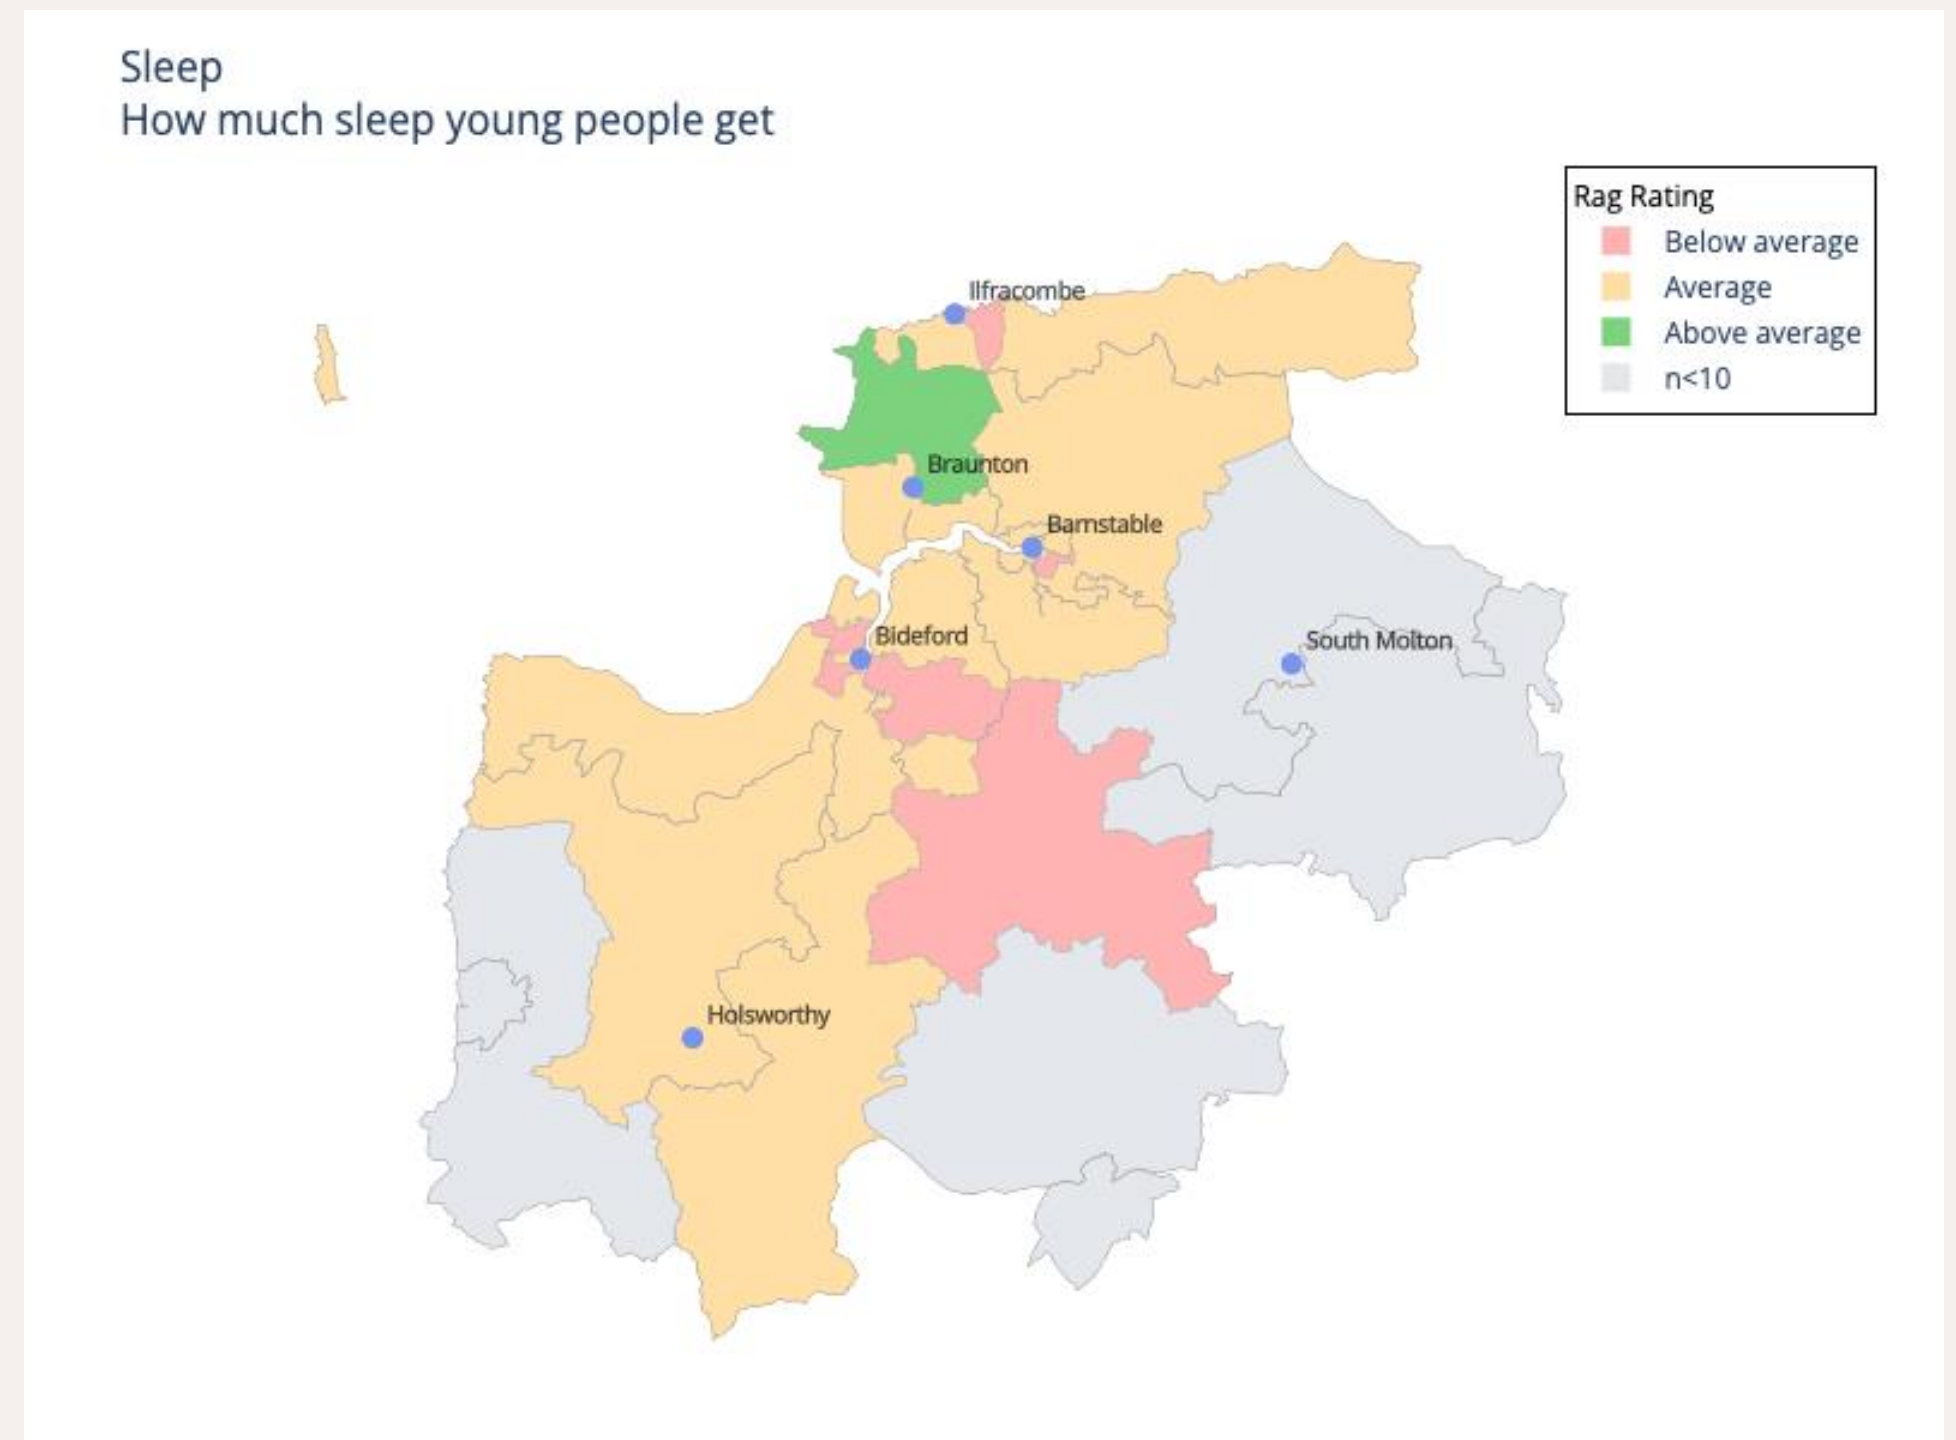 Sleep
How much sleep young people get
Rag Rating
Below average
Average
Above average
n<10
Ilfracombe
Braunton
Barnstable
Bideford
South Molton
Holsworthy